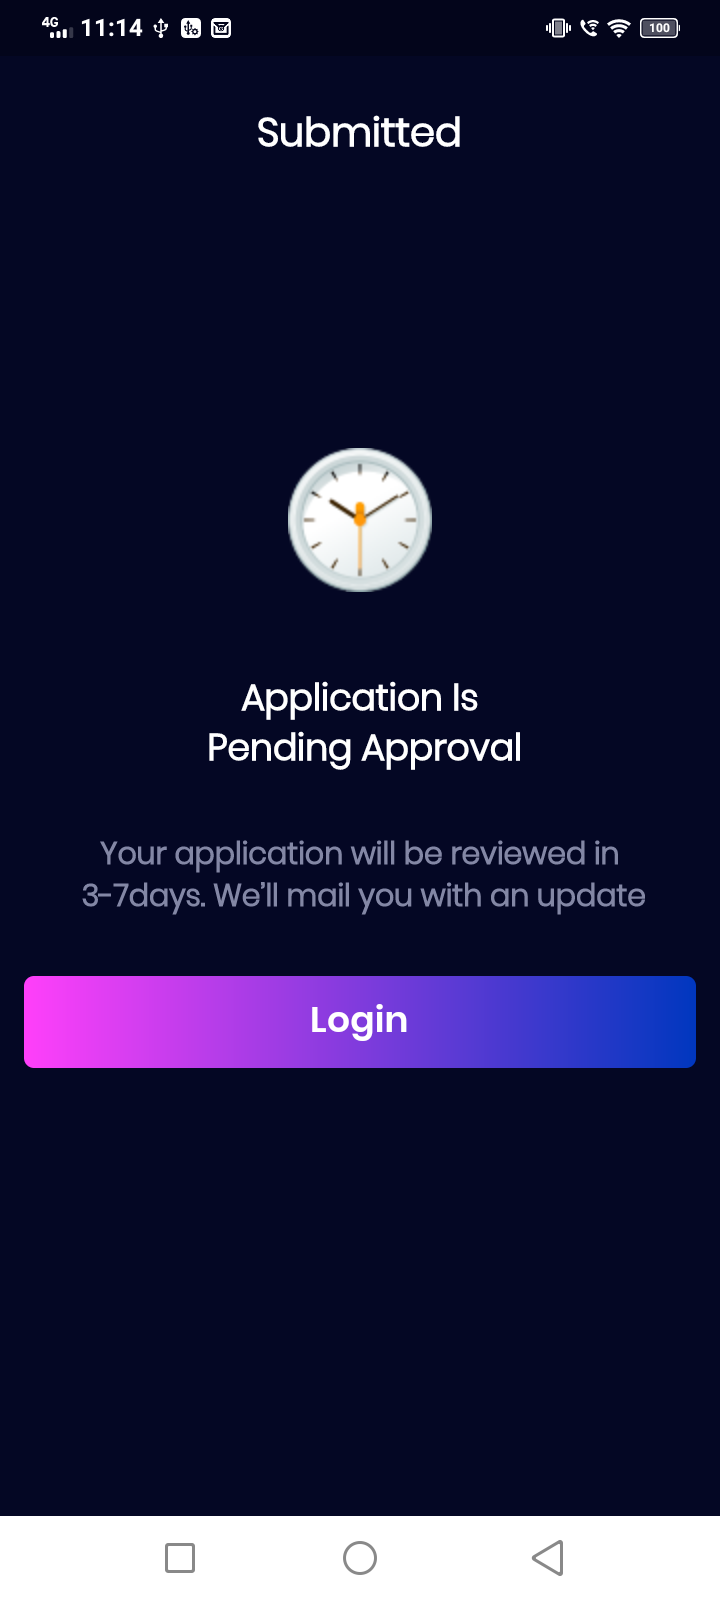 4G 11:14 100
Submitted
Application Is
Pending Approval
Your application will be reviewed in
3-7days. We'll mail you with an update
Login